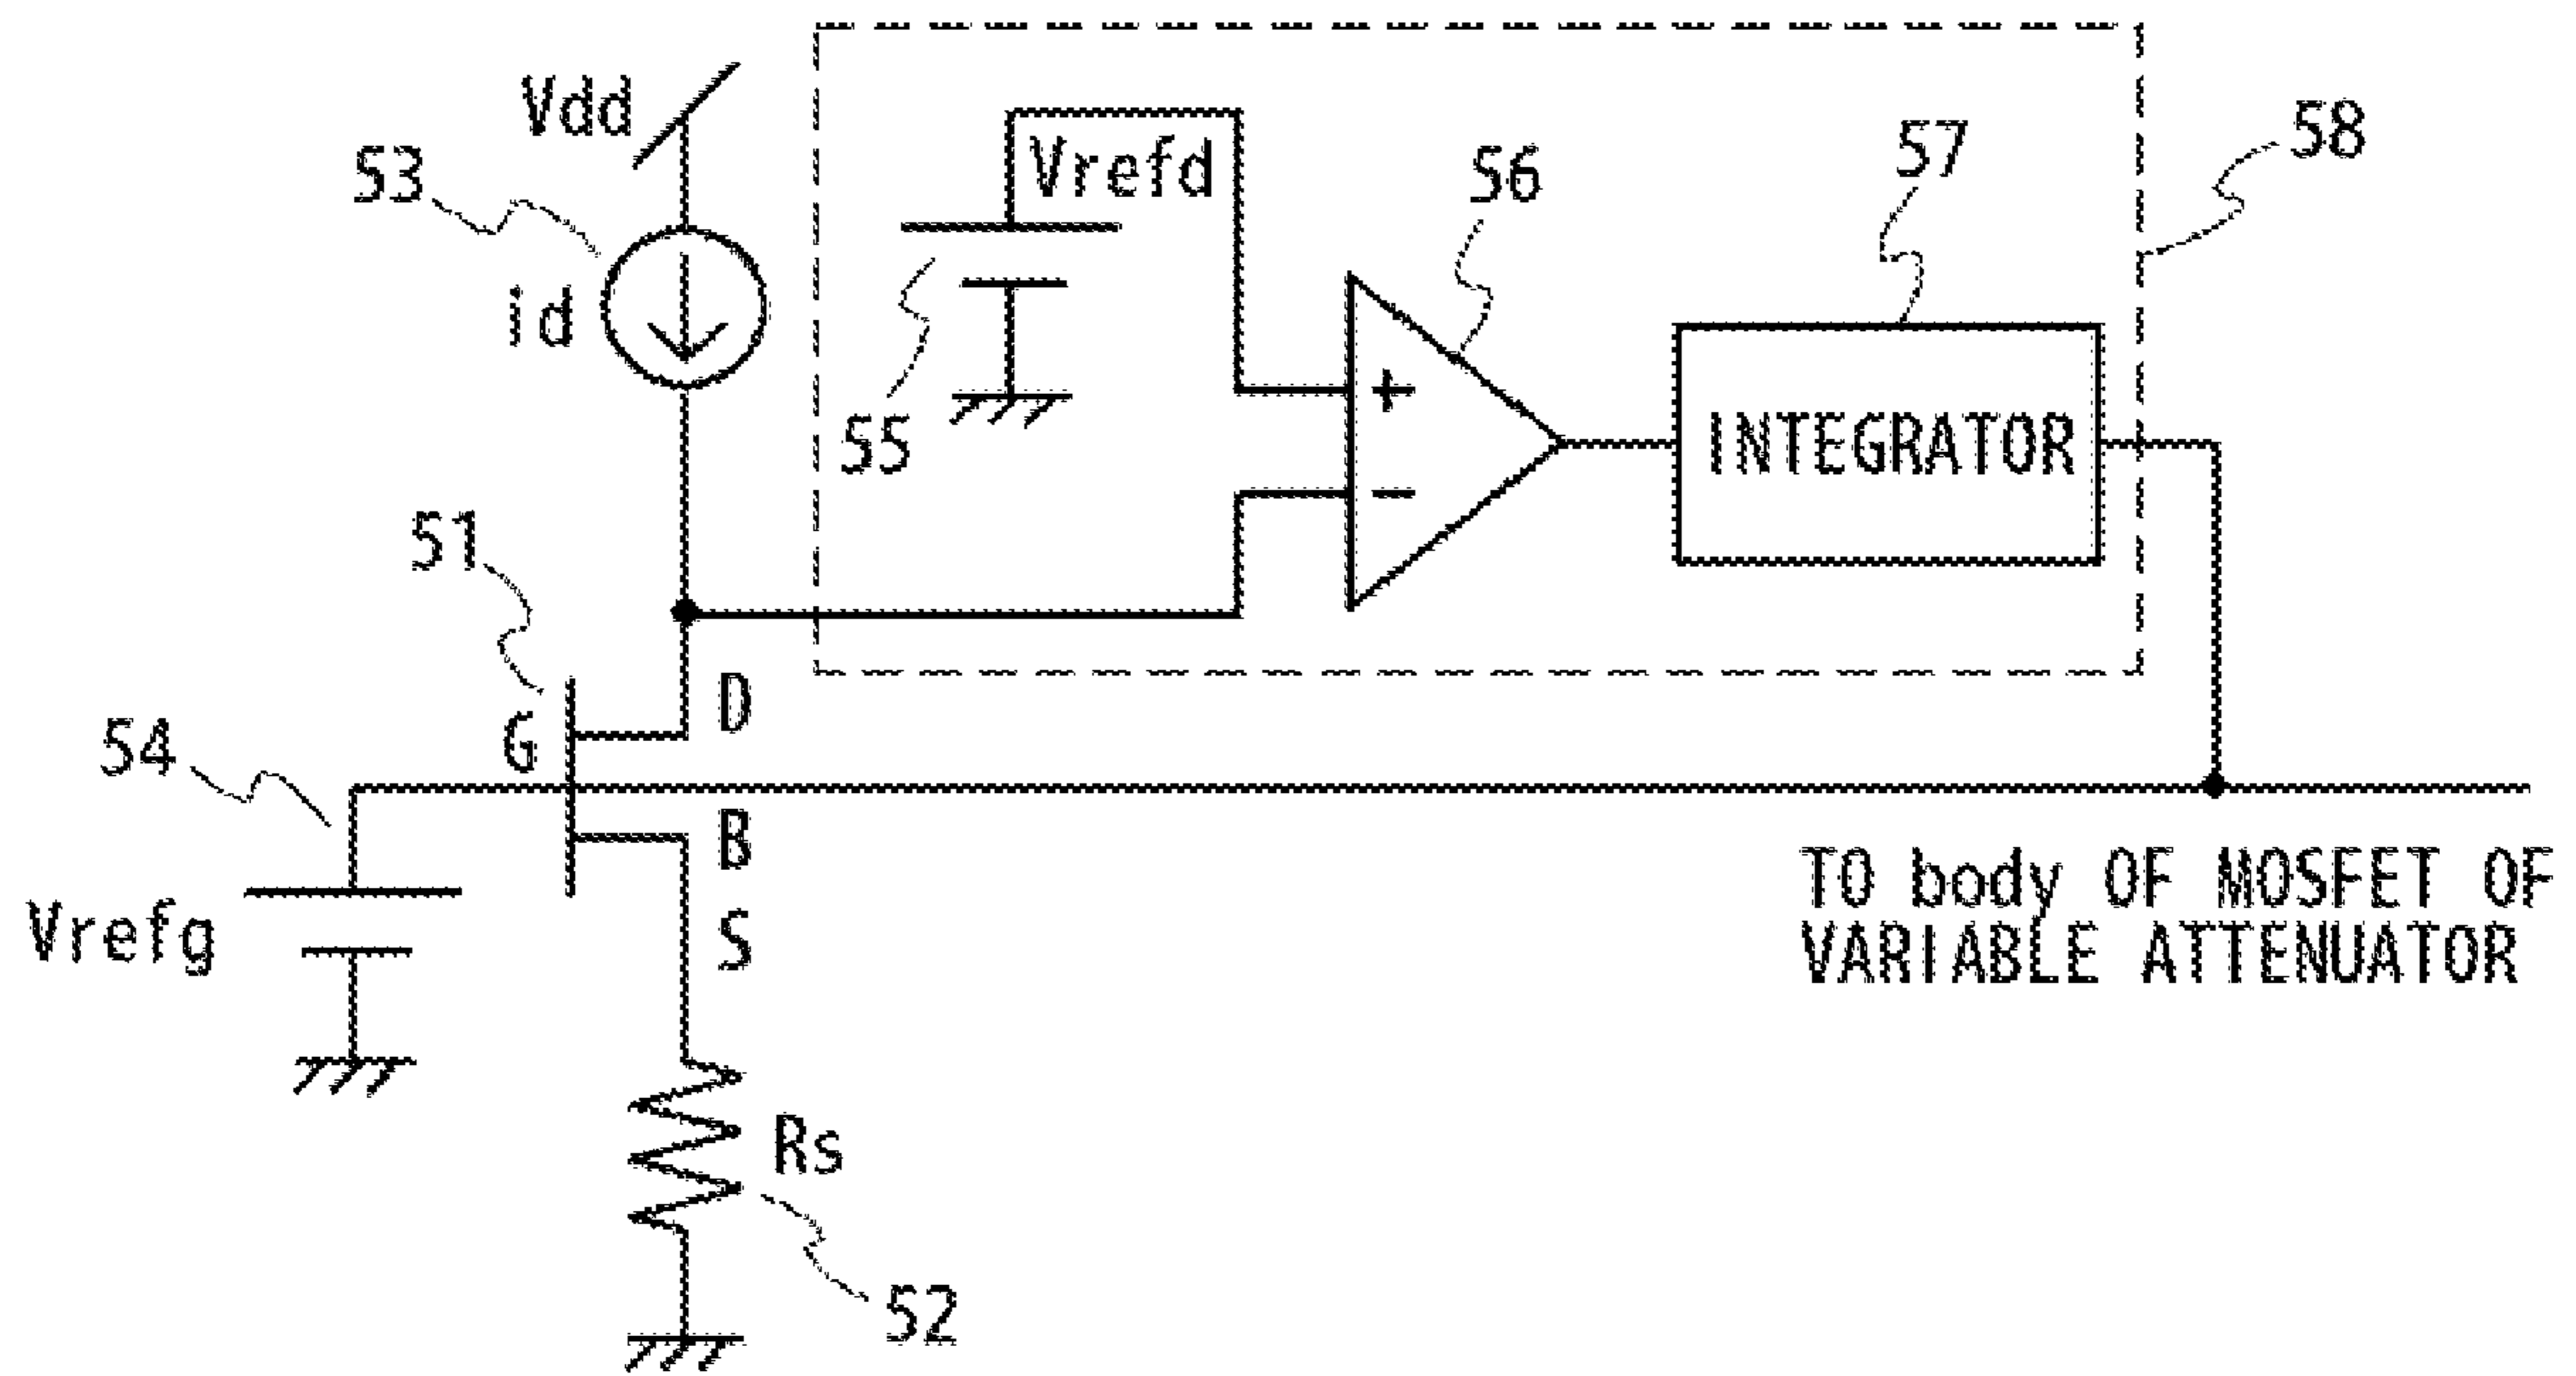 Vdd
53
id
Vrefd
55
56
+
-
57
58
INTEGRATOR
51
G
D
B
S
54
Vrefg
TO body OF MOSFET OF
VARIABLE ATTENUATOR
Rs
52